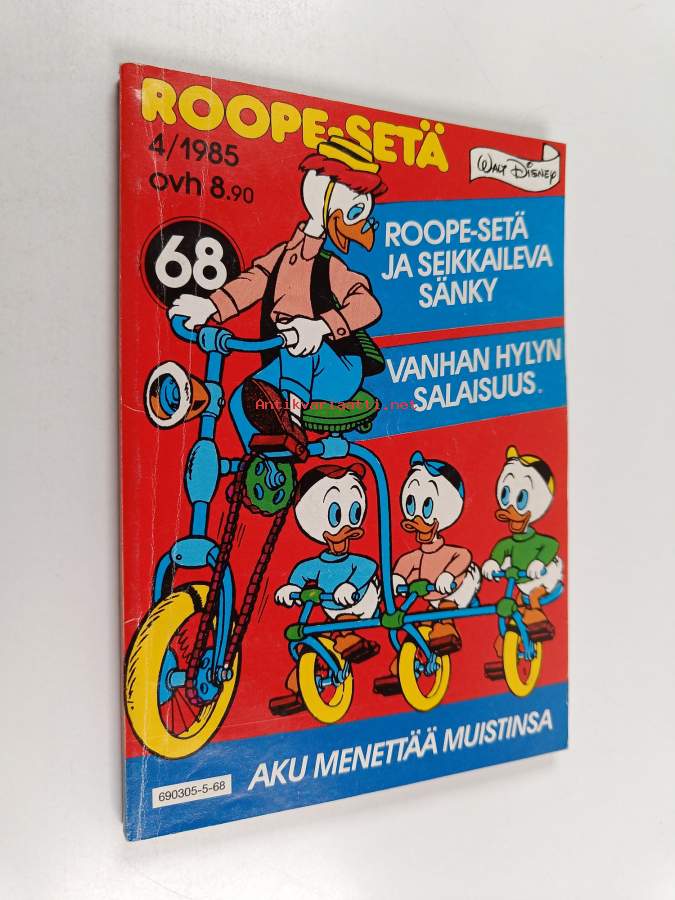 ROOPE-SETÄ
4/1985
ovh 8.90
WALT DISNEY
68
ROOPE-SETÄ
JA SEIKKAILEVA
SÄNKY
VANHAN HYLYN
SALAISUUS
Antikvariaatti.net
AKU MENETTÄÄ MUISTINSA
690305-5-68